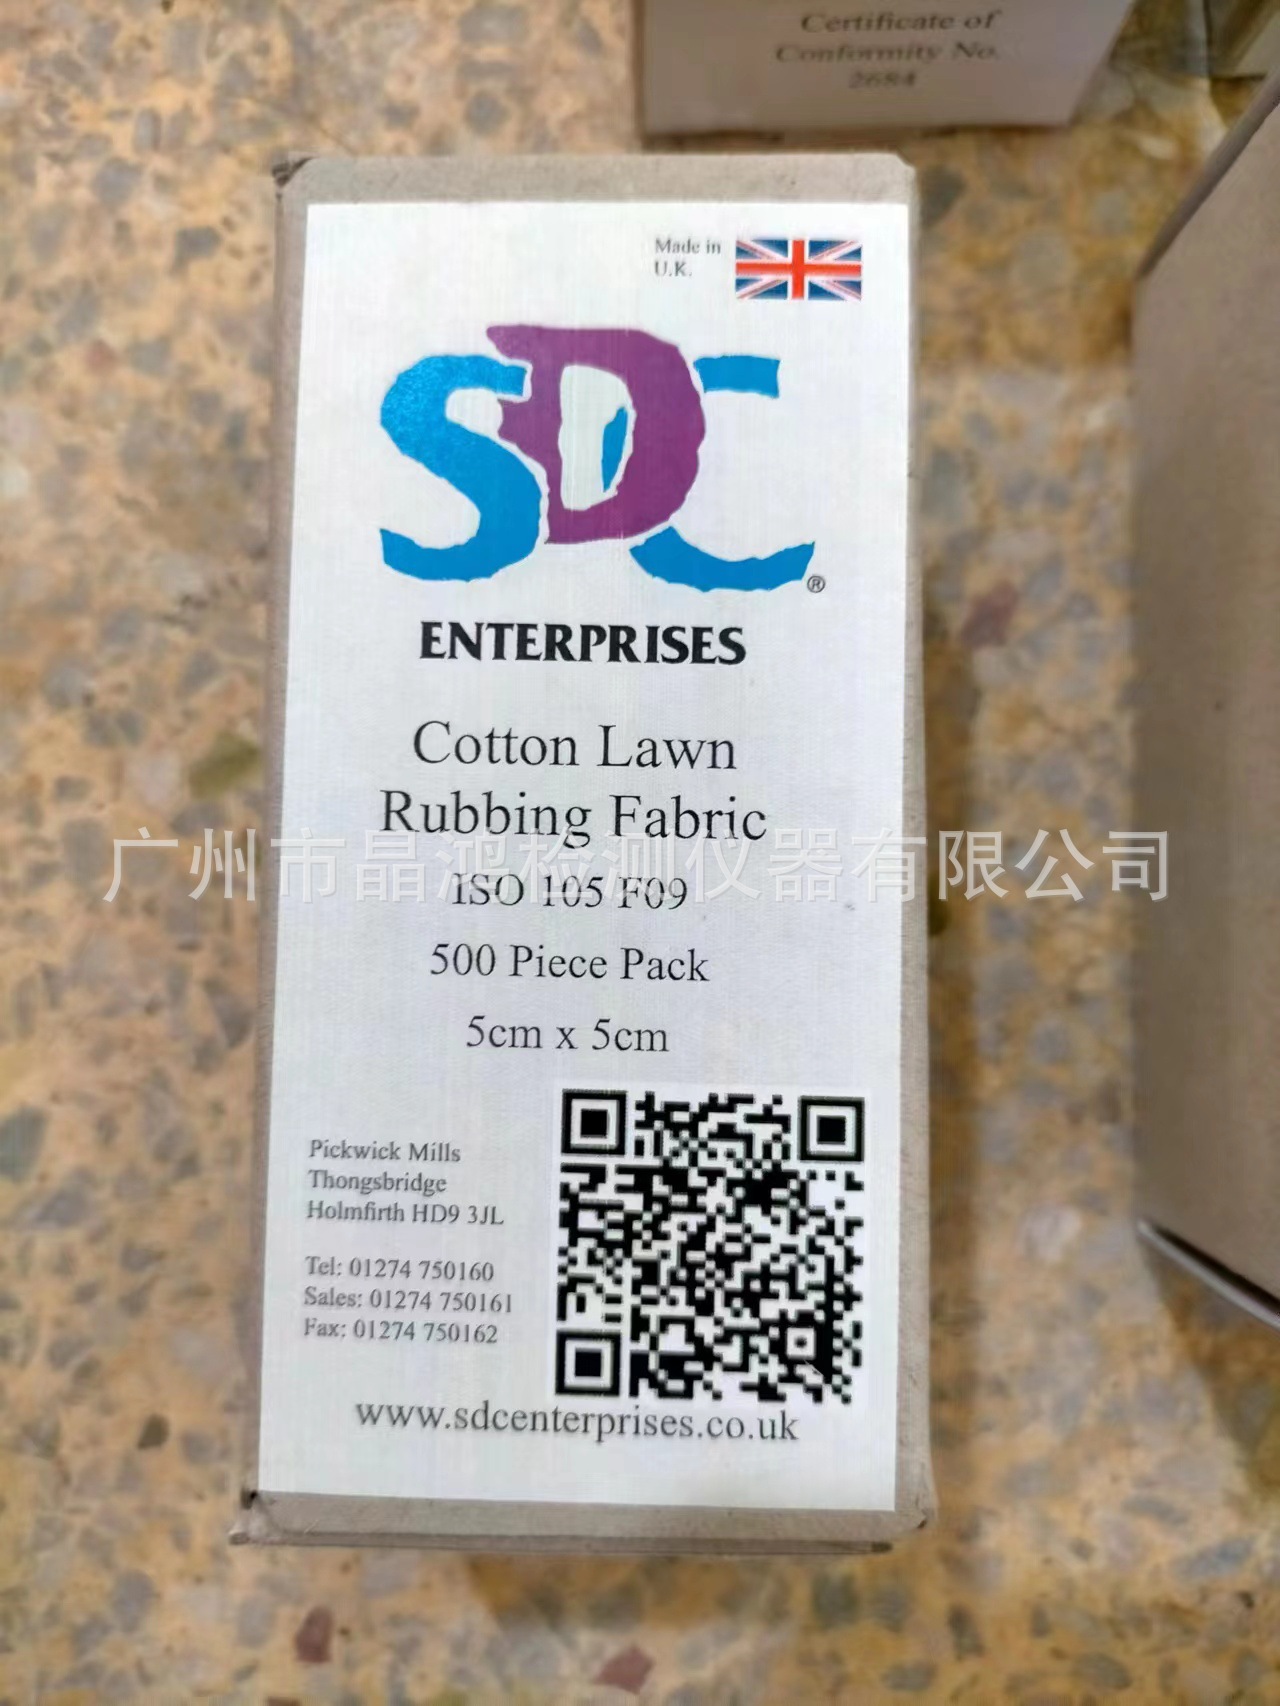 Certificate of
Conformity No.
2684
Made in
U.K.
SDC®
ENTERPRISES
Cotton Lawn
Rubbing Fabric
广州市晶鸿检测仪器有限公司
ISO 105 F09
500 Piece Pack
5cm x 5cm
Pickwick Mills
Thongsbridge
Holmfirth HD9 3JL
Tel: 01274 750160
Sales: 01274 750161
Fax: 01274 750162
www.sdcenterprises.co.uk